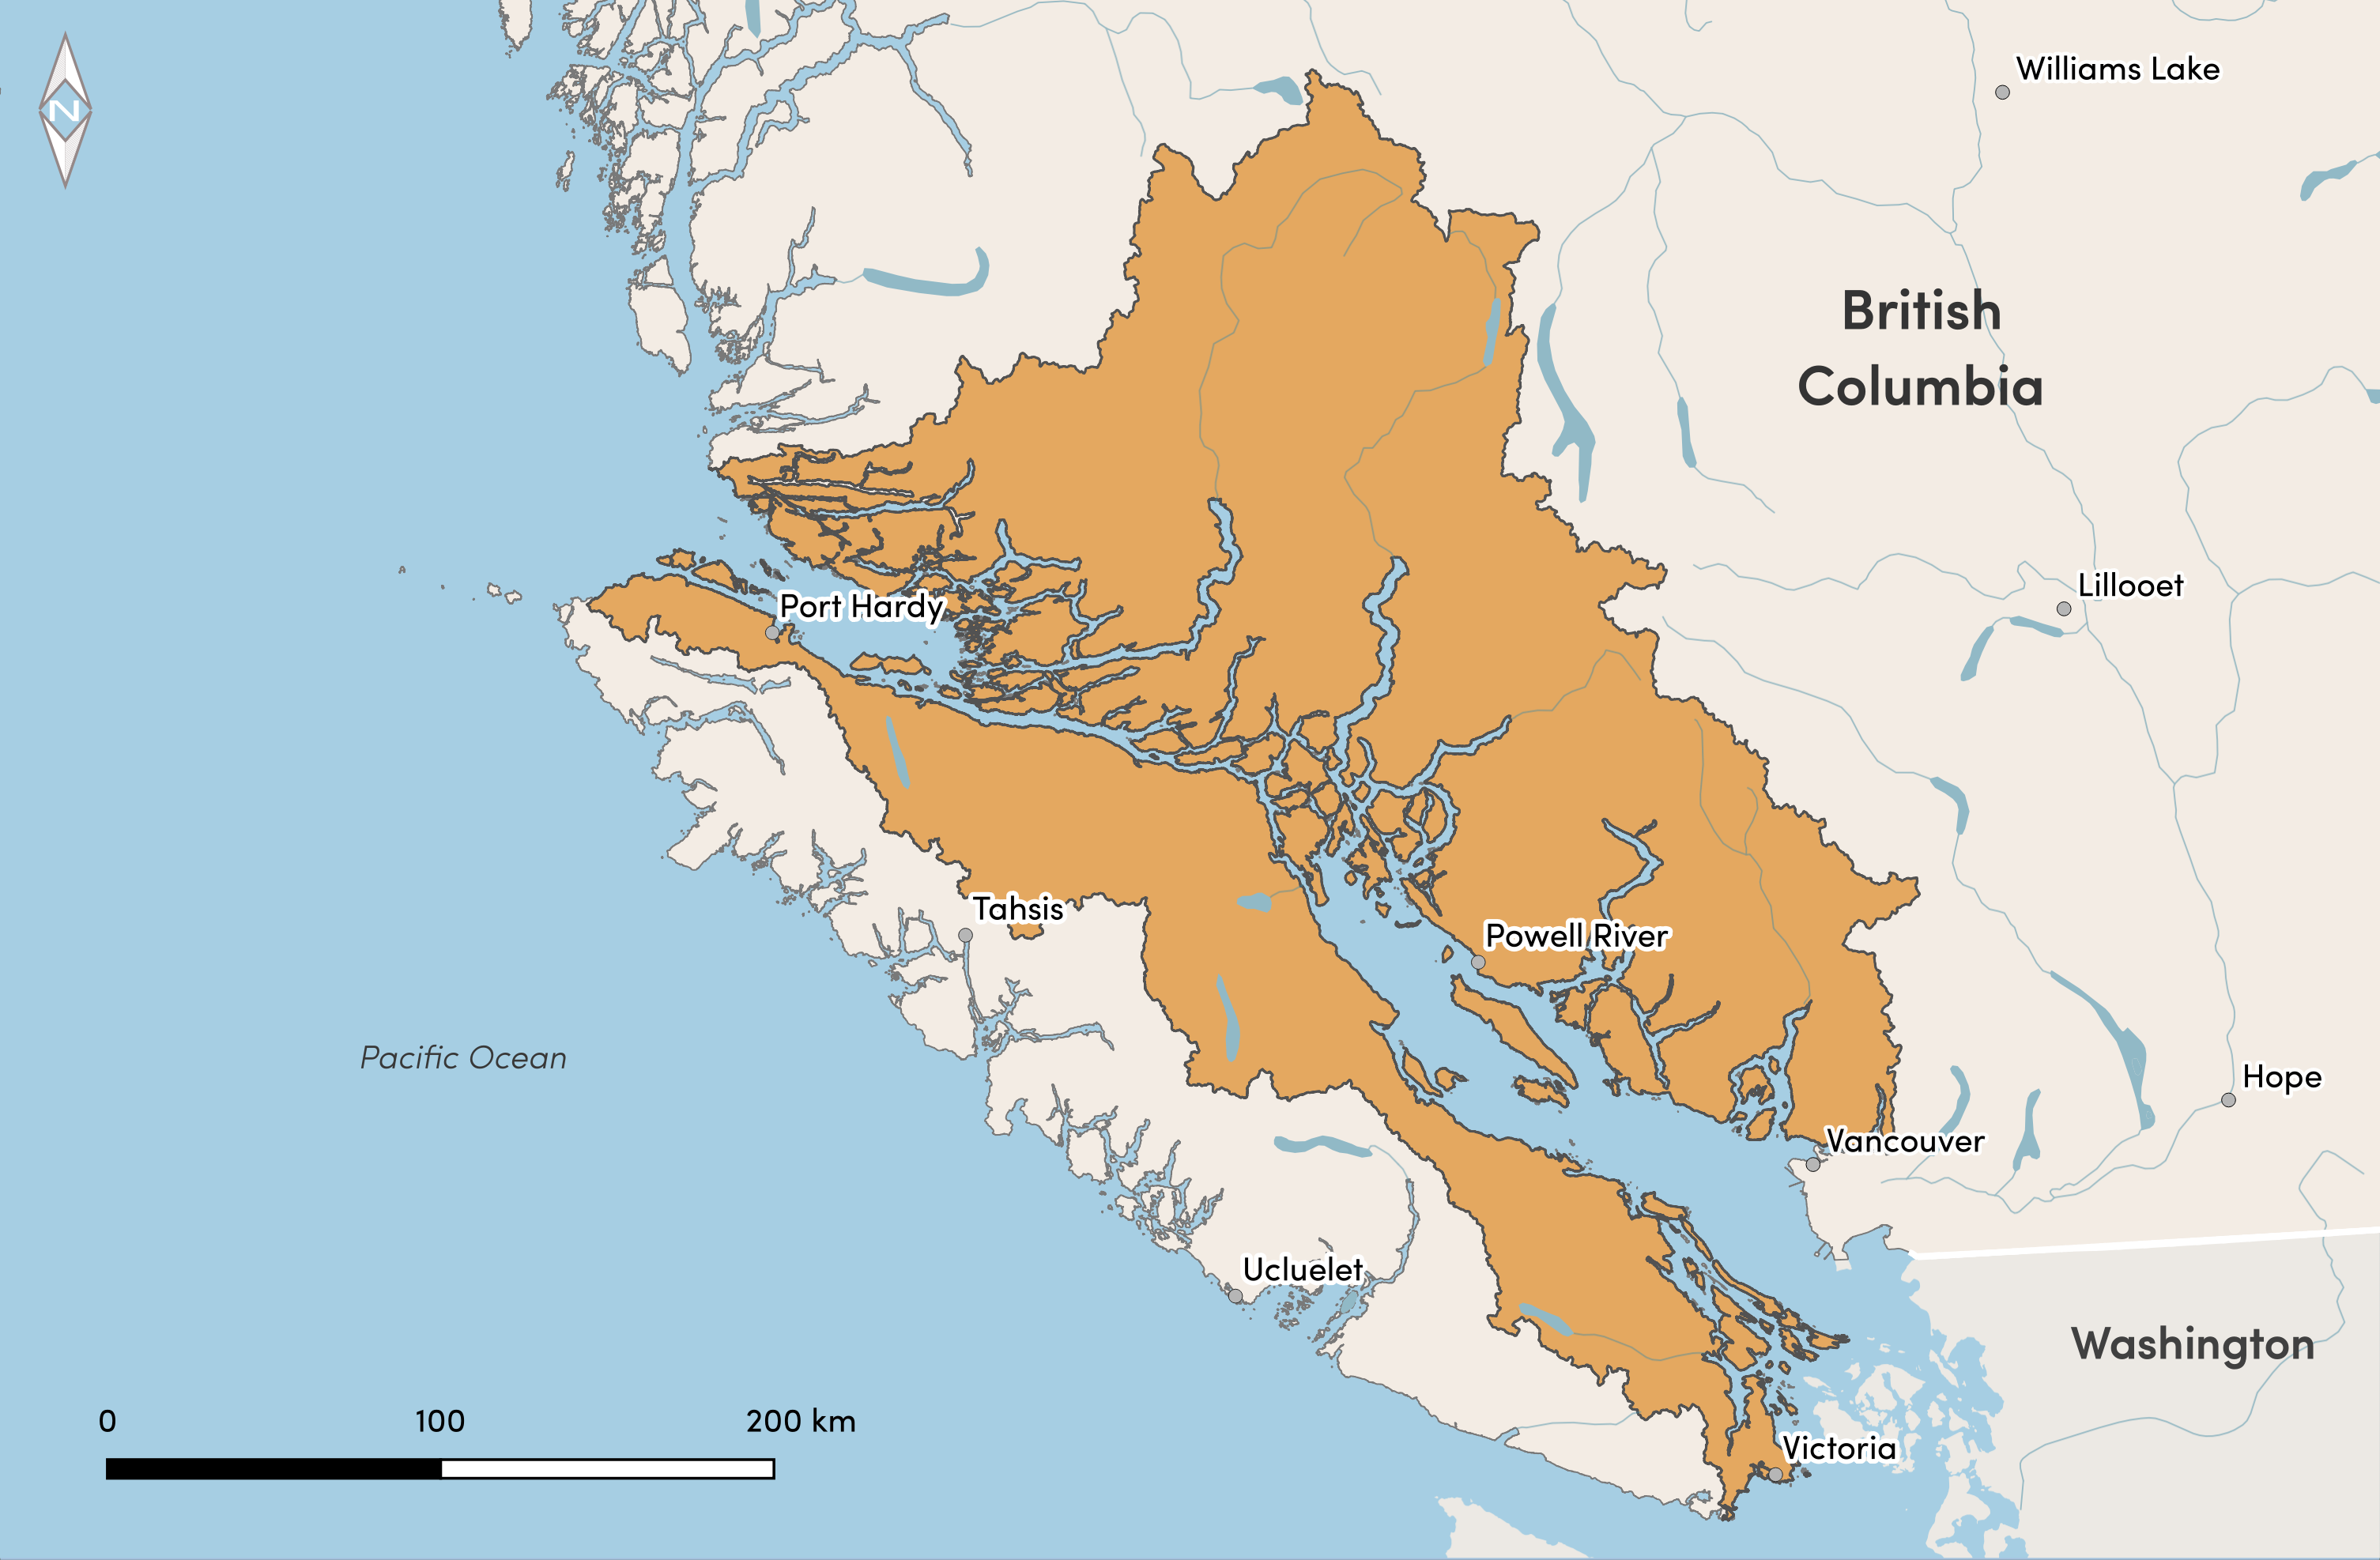 N
Williams Lake
British
Columbia
Lillooet
Port Hardy
Tahsis
Powell River
Pacific Ocean
Hope
Vancouver
Ucluelet
Washington
0 100 200 km
Victoria